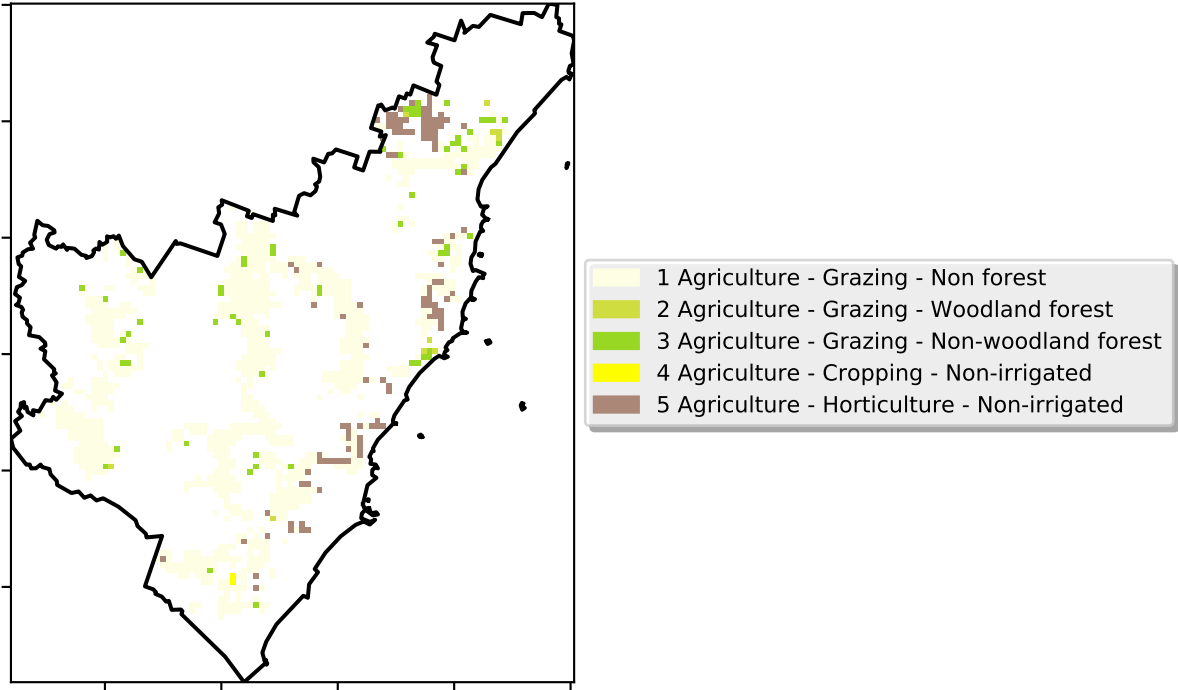 1 Agriculture - Grazing - Non forest
2 Agriculture - Grazing - Woodland forest
3 Agriculture - Grazing - Non-woodland forest
4 Agriculture - Cropping - Non-irrigated
5 Agriculture - Horticulture - Non-irrigated